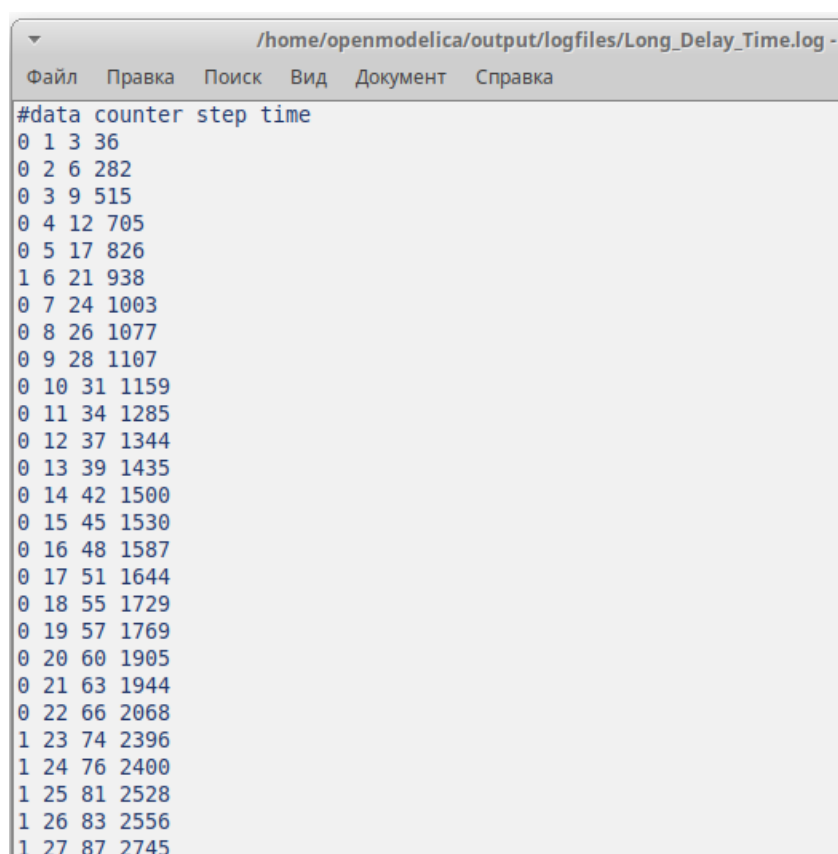 /home/openmodelica/output/logfiles/Long_Delay_Time.log -
Файл Правка Поиск Вид Документ Справка
#data counter step time
0 1 3 36
0 2 6 282
0 3 9 515
0 4 12 705
0 5 17 826
1 6 21 938
0 7 24 1003
0 8 26 1077
0 9 28 1107
0 10 31 1159
0 11 34 1285
0 12 37 1344
0 13 39 1435
0 14 42 1500
0 15 45 1530
0 16 48 1587
0 17 51 1644
0 18 55 1729
0 19 57 1769
0 20 60 1905
0 21 63 1944
0 22 66 2068
1 23 74 2396
1 24 76 2400
1 25 81 2528
1 26 83 2556
1 27 87 2745